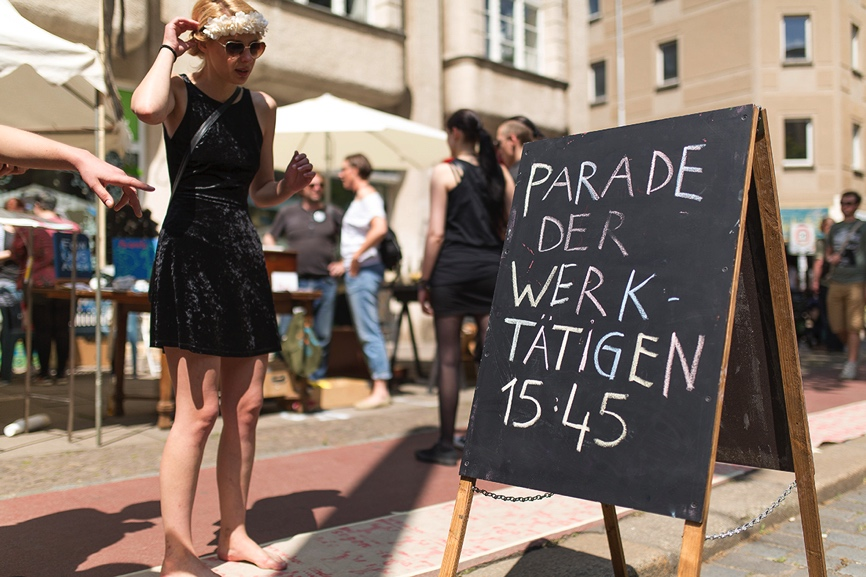 PARADE
DER
WERK-
TÄTIGEN
15:45